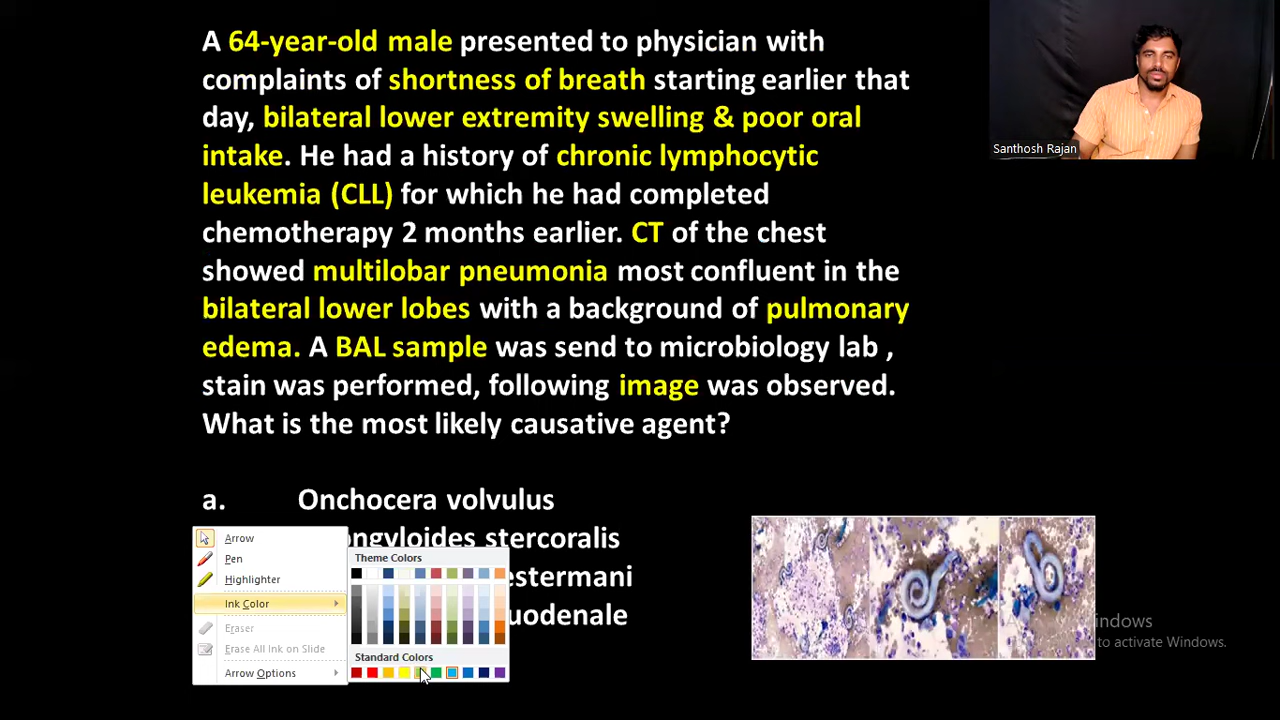 A 64-year-old male presented to physician with
complaints of shortness of breath starting earlier that
day, bilateral lower extremity swelling & poor oral
intake. He had a history of chronic lymphocytic
leukemia (CLL) for which he had completed
chemotherapy 2 months earlier. CT of the chest
showed multilobar pneumonia most confluent in the
bilateral lower lobes with a background of pulmonary
edema. A BAL sample was send to microbiology lab ,
stain was performed, following image was observed.
What is the most likely causative agent?
Santhosh Rajan
a. Onchocera volvulus
ongyloides stercoralis
estermani
uodenale
Arrow
Pen
Highlighter
Ink Color
Eraser
Erase All Ink on Slide
Arrow Options
Theme Colors
Standard Colors
indows
to activate Windows.